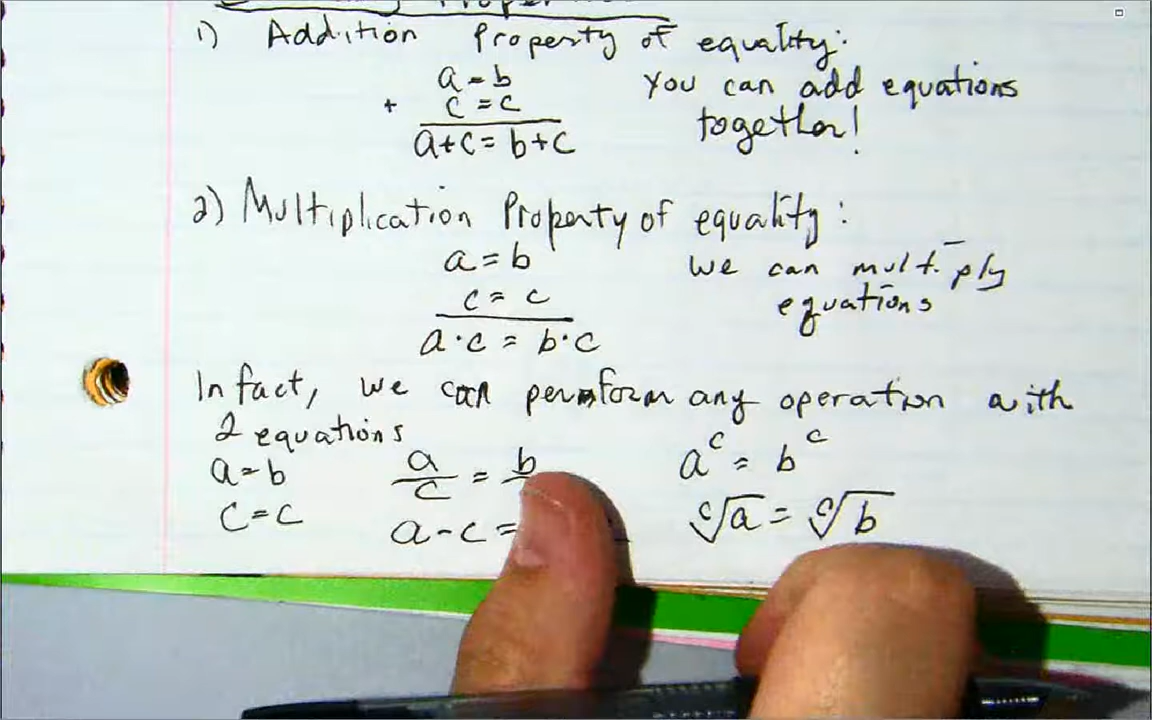 1) Addition Property of equality:
a = b You can add equations
+ c = c together!
a+c = b+c
2) Multiplication Property of equality:
a = b we can multiply
c = c equations
a·c = b·c
In fact, we can perform any operation with
2 equations
a = b a/c = b a^c = b^c
c = c a-c = ᶜ√a = ᶜ√b